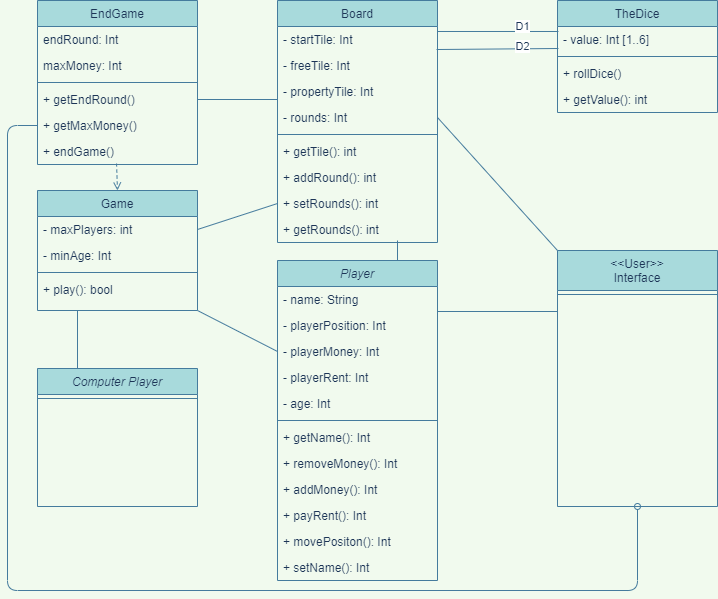 EndGame
endRound: Int
maxMoney: Int
+ getEndRound()
+ getMaxMoney()
+ endGame()
Board
- startTile: Int
- freeTile: Int
- propertyTile: Int
- rounds: Int
+ getTile(): int
+ addRound(): int
+ setRounds(): int
+ getRounds(): int
D1
D2
TheDice
- value: Int [1..6]
+ rollDice()
+ getValue(): int
Game
- maxPlayers: int
- minAge: Int
+ play(): bool
Player
- name: String
- playerPosition: Int
- playerMoney: Int
- playerRent: Int
- age: Int
+ getName(): Int
+ removeMoney(): Int
+ addMoney(): Int
+ payRent(): Int
+ movePositon(): Int
+ setName(): Int
<<User>>
Interface
Computer Player